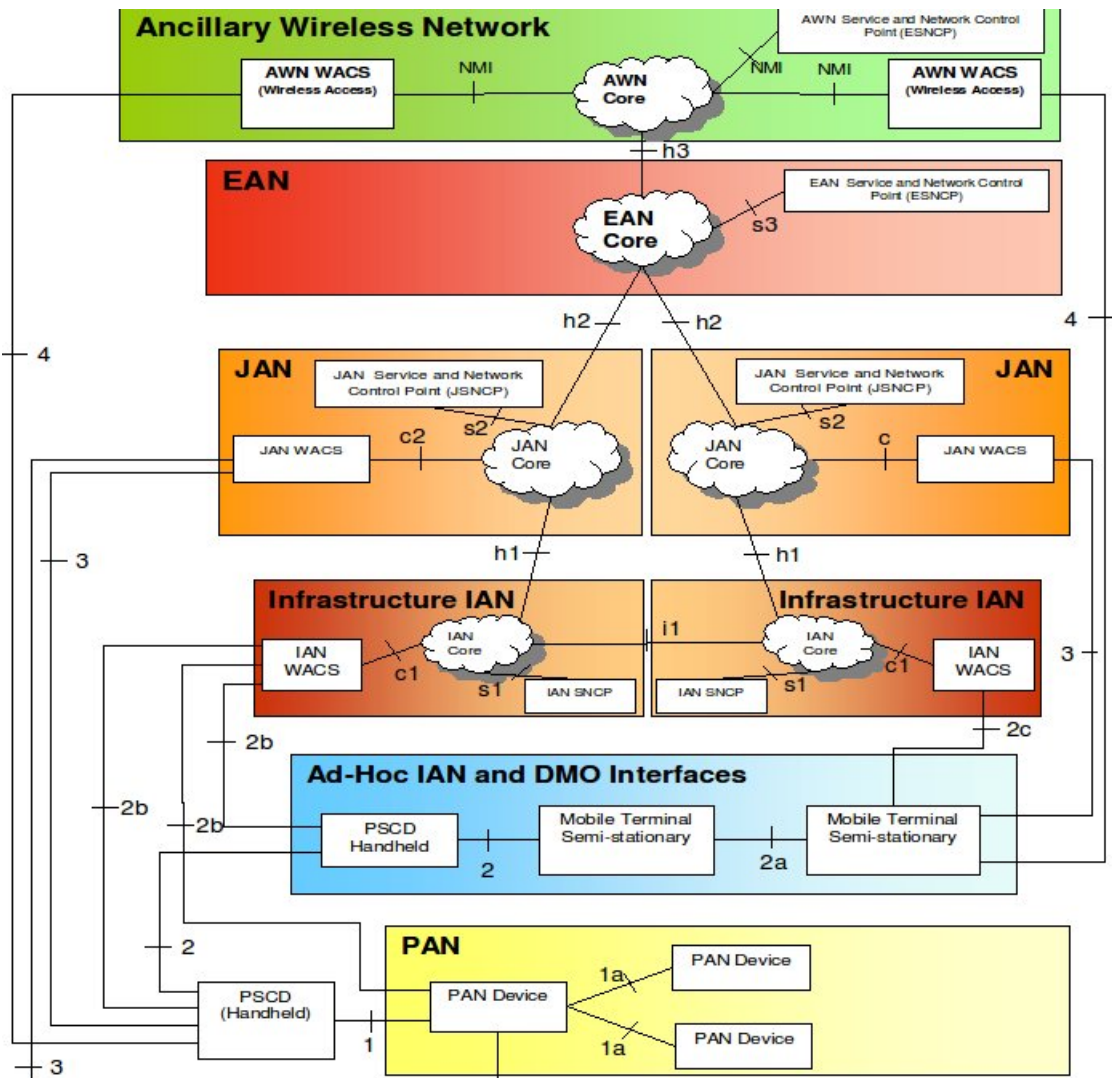 Ancillary Wireless Network
AWN Service and Network Control
Point (ESNCP)
AWN WACS
(Wireless Access)
NMI
AWN
Core
NMI
NMI
AWN WACS
(Wireless Access)
h3
EAN
EAN Service and Network Control
Point (ESNCP)
EAN
Core
s3
h2
h2
4
4
JAN
JAN Service and Network
Control Point (JSNCP)
JAN Service and Network
Control Point (JSNCP)
JAN
s2
s2
JAN WACS
c2
JAN
Core
JAN
Core
c
JAN WACS
3
h1
h1
Infrastructure IAN
Infrastructure IAN
IAN
WACS
c1
IAN
Core
i1
IAN
Core
c1
IAN
WACS
s1
IAN SNCP
IAN SNCP
s1
3
2b
2c
Ad-Hoc IAN and DMO Interfaces
2b
2b
PSCD
Handheld
2
Mobile Terminal
Semi-stationary
2a
Mobile Terminal
Semi-stationary
2
PAN
PSCD
(Handheld)
1
PAN Device
1a
PAN Device
1a
PAN Device
3